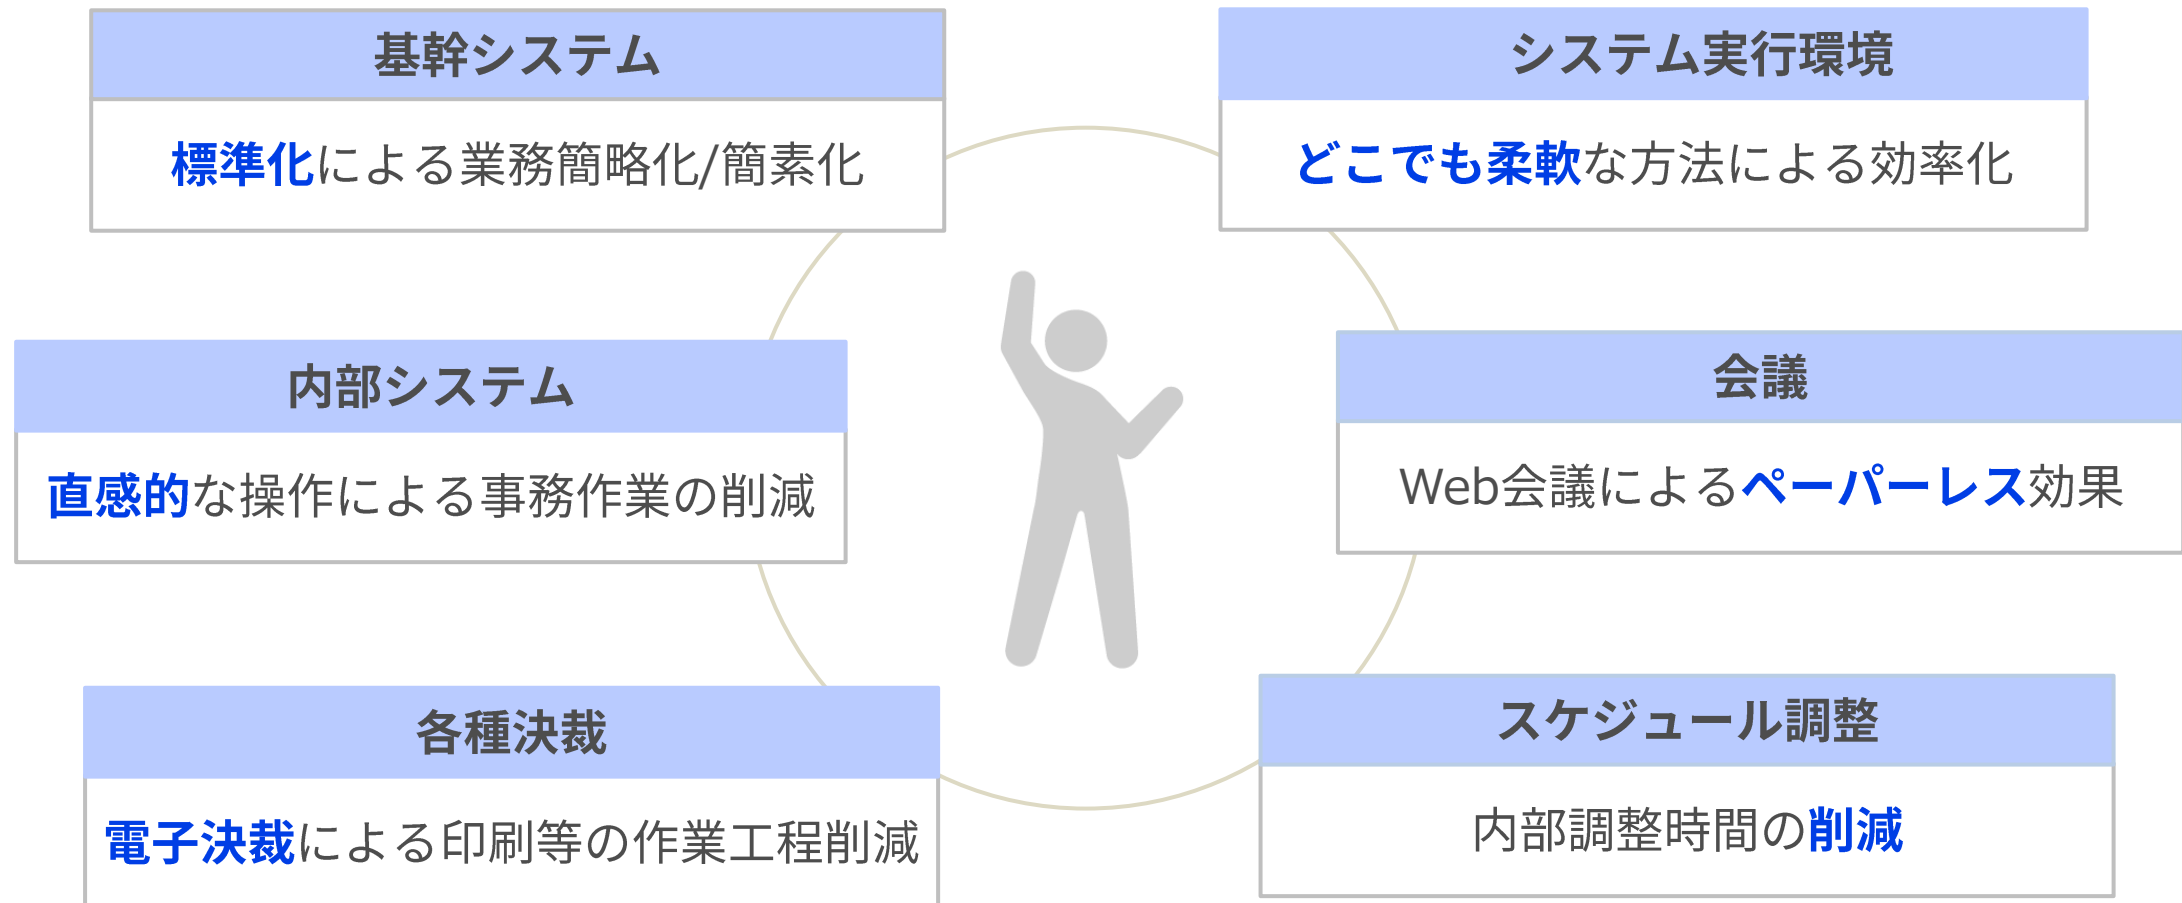 基幹システム
標準化による業務簡略化/簡素化
システム実行環境
どこでも柔軟な方法による効率化
内部システム
直感的な操作による事務作業の削減
会議
Web会議によるペーパーレス効果
各種決裁
電子決裁による印刷等の作業工程削減
スケジュール調整
内部調整時間の削減